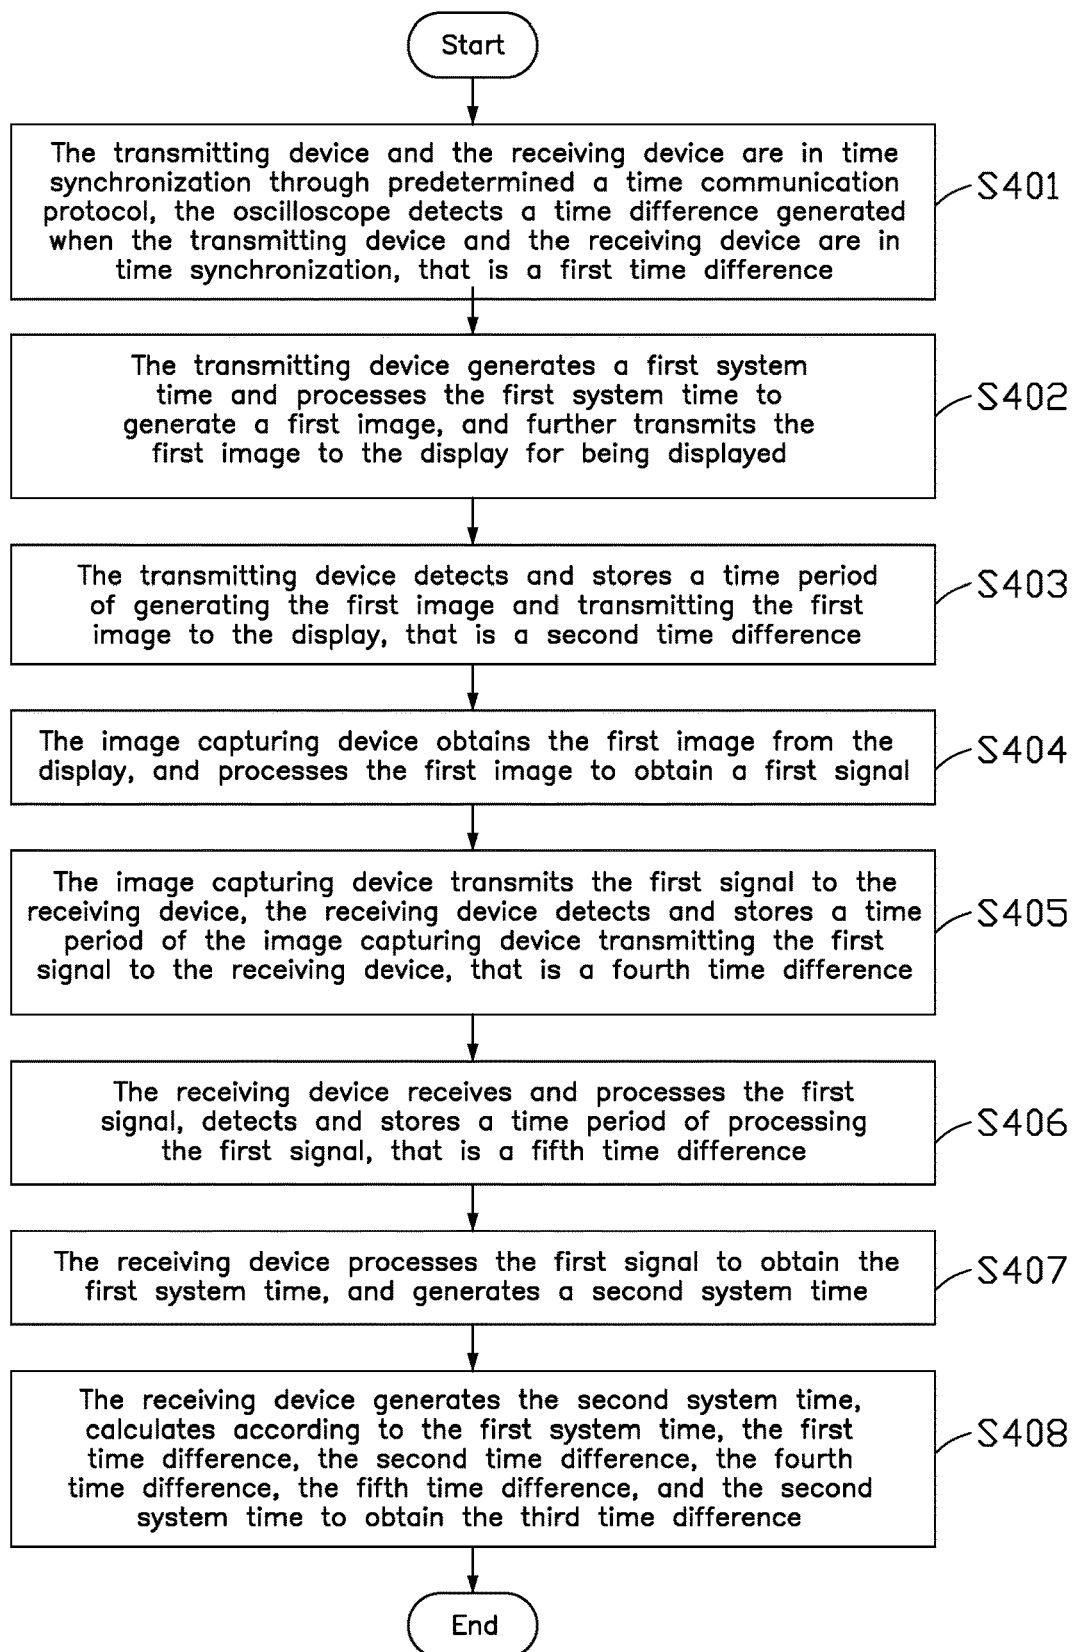 Start
The transmitting device and the receiving device are in time
synchronization through predetermined a time communication
protocol, the oscilloscope detects a time difference generated
when the transmitting device and the receiving device are in
time synchronization, that is a first time difference
S401
The transmitting device generates a first system
time and processes the first system time to
generate a first image, and further transmits the
first image to the display for being displayed
S402
The transmitting device detects and stores a time period
of generating the first image and transmitting the first
image to the display, that is a second time difference
S403
The image capturing device obtains the first image from the
display, and processes the first image to obtain a first signal
S404
The image capturing device transmits the first signal to the
receiving device, the receiving device detects and stores a time
period of the image capturing device transmitting the first
signal to the receiving device, that is a fourth time difference
S405
The receiving device receives and processes the first
signal, detects and stores a time period of processing
the first signal, that is a fifth time difference
S406
The receiving device processes the first signal to obtain the
first system time, and generates a second system time
S407
The receiving device generates the second system time,
calculates according to the first system time, the first
time difference, the second time difference, the fourth
time difference, the fifth time difference, and the second
system time to obtain the third time difference
S408
End